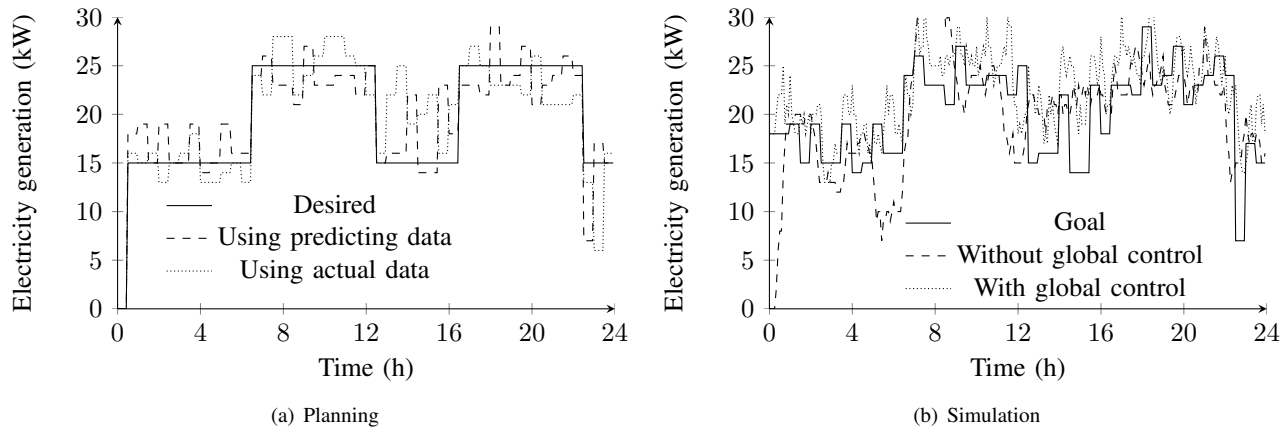 Electricity generation (kW)
30
25
20
15
10
5
0
Desired
Using predicting data
Using actual data
0 4 8 12 16 20 24
Time (h)
(a) Planning
Electricity generation (kW)
30
25
20
15
10
5
0
Goal
Without global control
With global control
0 4 8 12 16 20 24
Time (h)
(b) Simulation